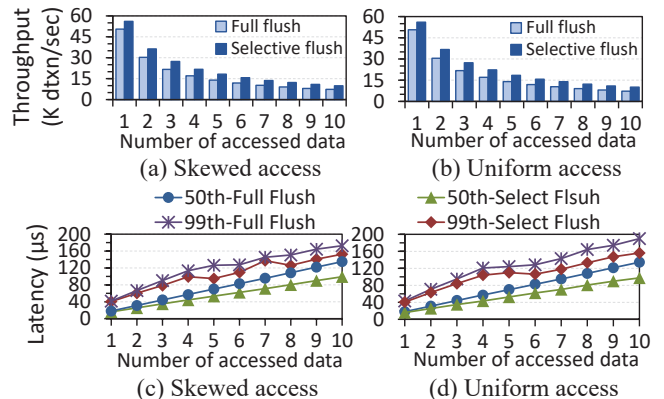 Throughput
(K dtxn/sec)
60
45
30
15
0
Full flush
Selective flush
1 2 3 4 5 6 7 8 9 10
Number of accessed data
(a) Skewed access
60
45
30
15
0
Full flush
Selective flush
1 2 3 4 5 6 7 8 9 10
Number of accessed data
(b) Uniform access
50th-Full Flush
50th-Select Flsuh
99th-Full Flush
99th-Select Flush
Latency (μs)
200
160
120
80
40
0
1 2 3 4 5 6 7 8 9 10
Number of accessed data
(c) Skewed access
200
160
120
80
40
0
1 2 3 4 5 6 7 8 9 10
Number of accessed data
(d) Uniform access